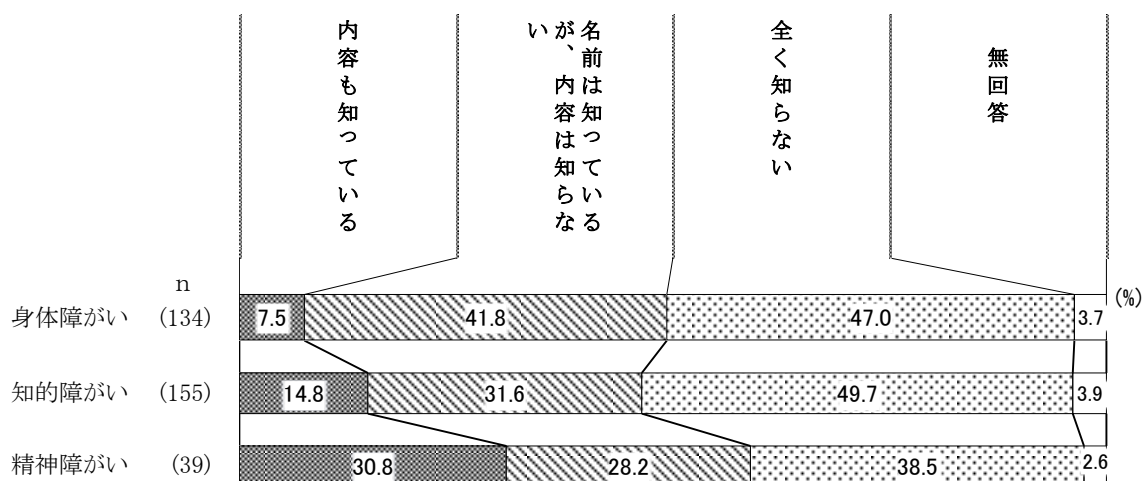 内容も知っている
名前は知っている
が、内容は知らな
い
全く知らない
無回答
n
(%)
身体障がい (134) 7.5 41.8 47.0 3.7
知的障がい (155) 14.8 31.6 49.7 3.9
精神障がい (39) 30.8 28.2 38.5 2.6